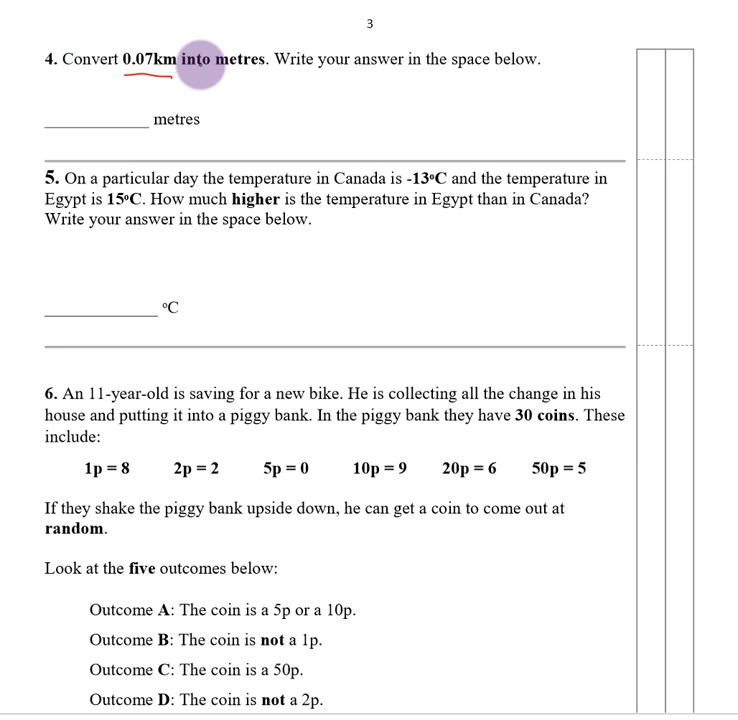 3
4. Convert 0.07km into metres. Write your answer in the space below.
____________ metres
5. On a particular day the temperature in Canada is -13ºC and the temperature in
Egypt is 15ºC. How much higher is the temperature in Egypt than in Canada?
Write your answer in the space below.
_____________ ºC
6. An 11-year-old is saving for a new bike. He is collecting all the change in his
house and putting it into a piggy bank. In the piggy bank they have 30 coins. These
include:
1p = 8 2p = 2 5p = 0 10p = 9 20p = 6 50p = 5
If they shake the piggy bank upside down, he can get a coin to come out at
random.
Look at the five outcomes below:
Outcome A: The coin is a 5p or a 10p.
Outcome B: The coin is not a 1p.
Outcome C: The coin is a 50p.
Outcome D: The coin is not a 2p.